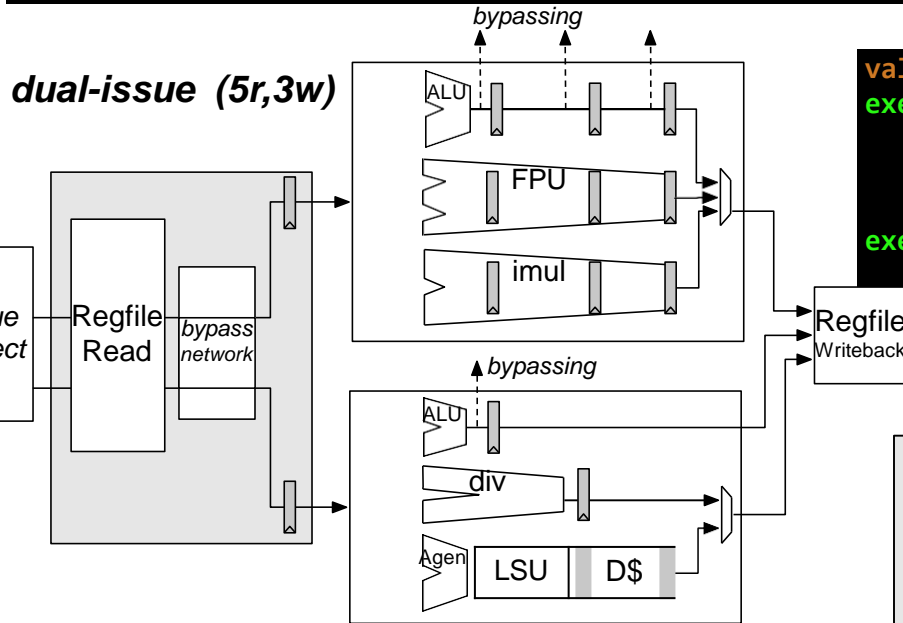 bypassing
dual-issue (5r,3w)
ALU
FPU
imul
Regfile
Read
bypass
network
Regfile
Writeback
bypassing
ALU
div
Agen
LSU
D$